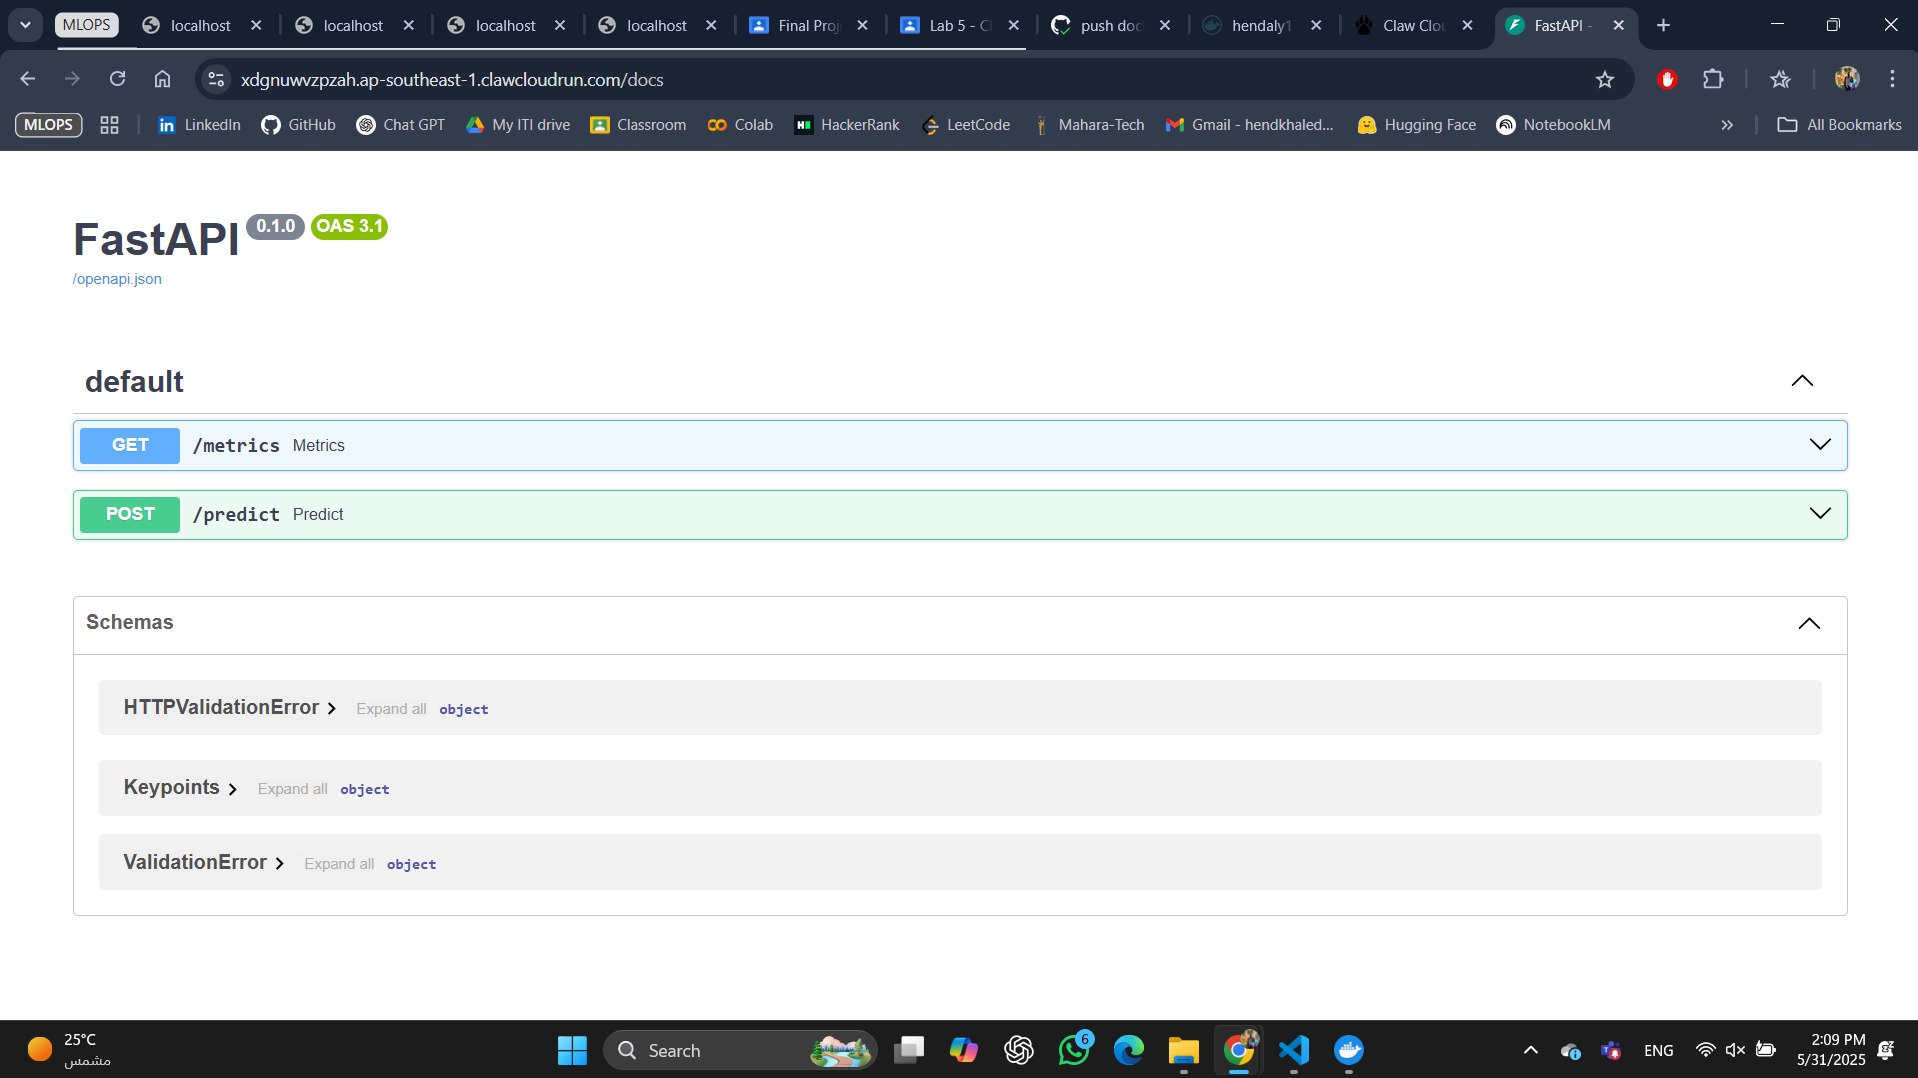 MLOPS
localhost
localhost
localhost
localhost
Final Proj
Lab 5 - C
push doc
hendaly1
Claw Clou
FastAPI -
xdgnuwvzpzah.ap-southeast-1.clawcloudrun.com/docs
MLOPS
LinkedIn
GitHub
Chat GPT
My ITI drive
Classroom
Colab
HackerRank
LeetCode
Mahara-Tech
Gmail - hendkhaled...
Hugging Face
NotebookLM
All Bookmarks
FastAPI 0.1.0 OAS 3.1
/openapi.json
default
GET /metrics Metrics
POST /predict Predict
Schemas
HTTPValidationError Expand all object
Keypoints Expand all object
ValidationError Expand all object
25°C
مشمس
Search
6
ENG
2:09 PM
5/31/2025